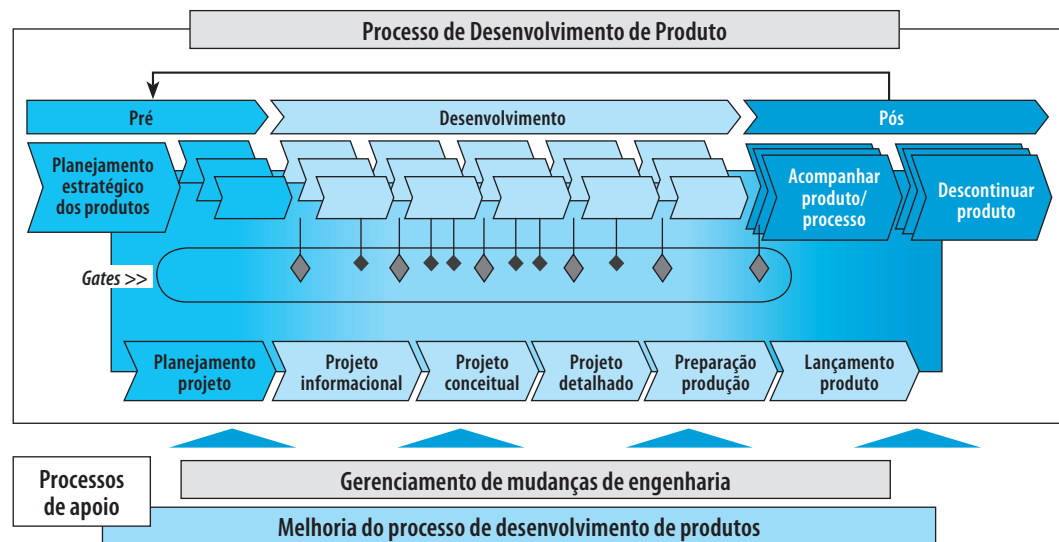 Processo de Desenvolvimento de Produto
Pré
Desenvolvimento
Pós
Planejamento
estratégico
dos produtos
Acompanhar
produto/
processo
Descontinuar
produto
Gates >>
Planejamento
projeto
Projeto
informacional
Projeto
conceitual
Projeto
detalhado
Preparação
produção
Lançamento
produto
Processos
de apoio
Gerenciamento de mudanças de engenharia
Melhoria do processo de desenvolvimento de produtos